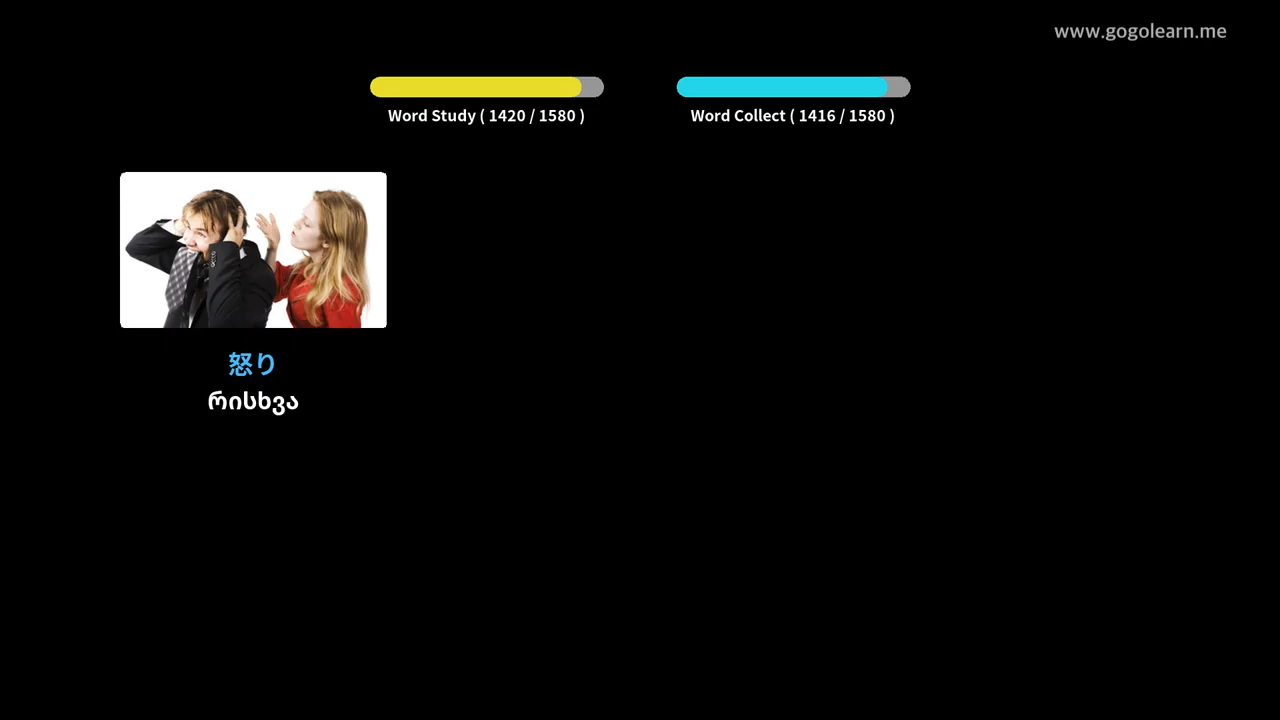 www.gogolearn.me
Word Study ( 1420 / 1580 )
Word Collect ( 1416 / 1580 )
怒り
რისხვა